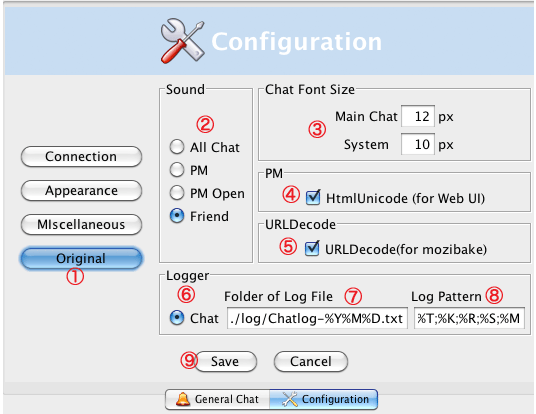 Configuration
Sound
② 
All Chat
PM
PM Open
Friend
Chat Font Size
③
Main Chat 12 px
System 10 px
PM
④ HtmlUnicode (for Web UI)
URLDecode
⑤ URLDecode(for mozibake)
Connection
Appearance
MIscellaneous
Original
①
Logger
⑥ Folder of Log File ⑦ Log Pattern ⑧
Chat ./log/Chatlog-%Y%M%D.txt %T;%K;%R;%S;%M
⑨ Save Cancel
General Chat Configuration